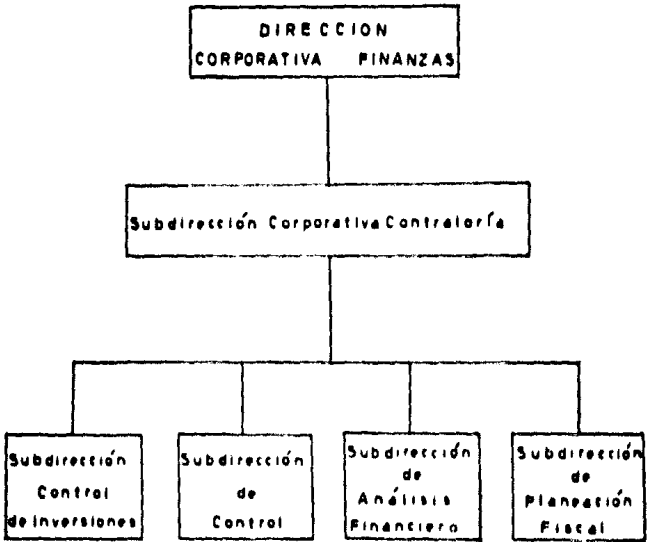 DIRECCION
CORPORATIVA FINANZAS
Subdirección Corporativa Contraloría
Subdirección
Control
de Inversiones
Subdirección
de
Control
Subdirección
de
Análisis
Financiero
Subdirección
de
Planeación
Fiscal